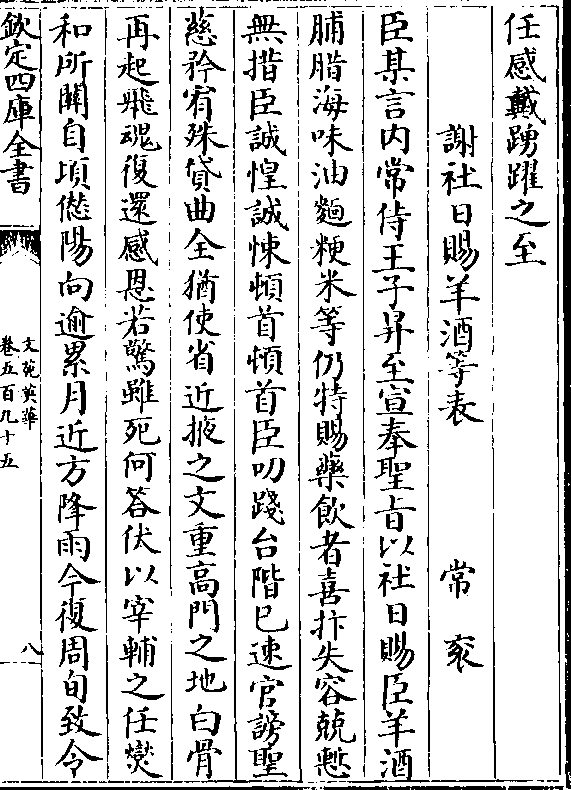 任感戴踴躍之至
謝社日賜羊酒等表　常衮
臣某言内常侍王子昇至宣奉聖旨以社日賜臣羊酒
脯腊海味油麵粳米等仍特賜藥飲者喜抃失容兢慙
無措臣誠惶誠悚頓首頓首臣叨踐台階已速官謗聖
慈矜宥殊貸曲全猶使省近掖之文重高門之地白骨
再起飛魂復還感恩若驚雖死何答伏以宰輔之任燮
和所關自頃愆陽向逾累月近方降雨今復周旬致令
欽定四庫全書
文苑英華
卷五百九十五
八